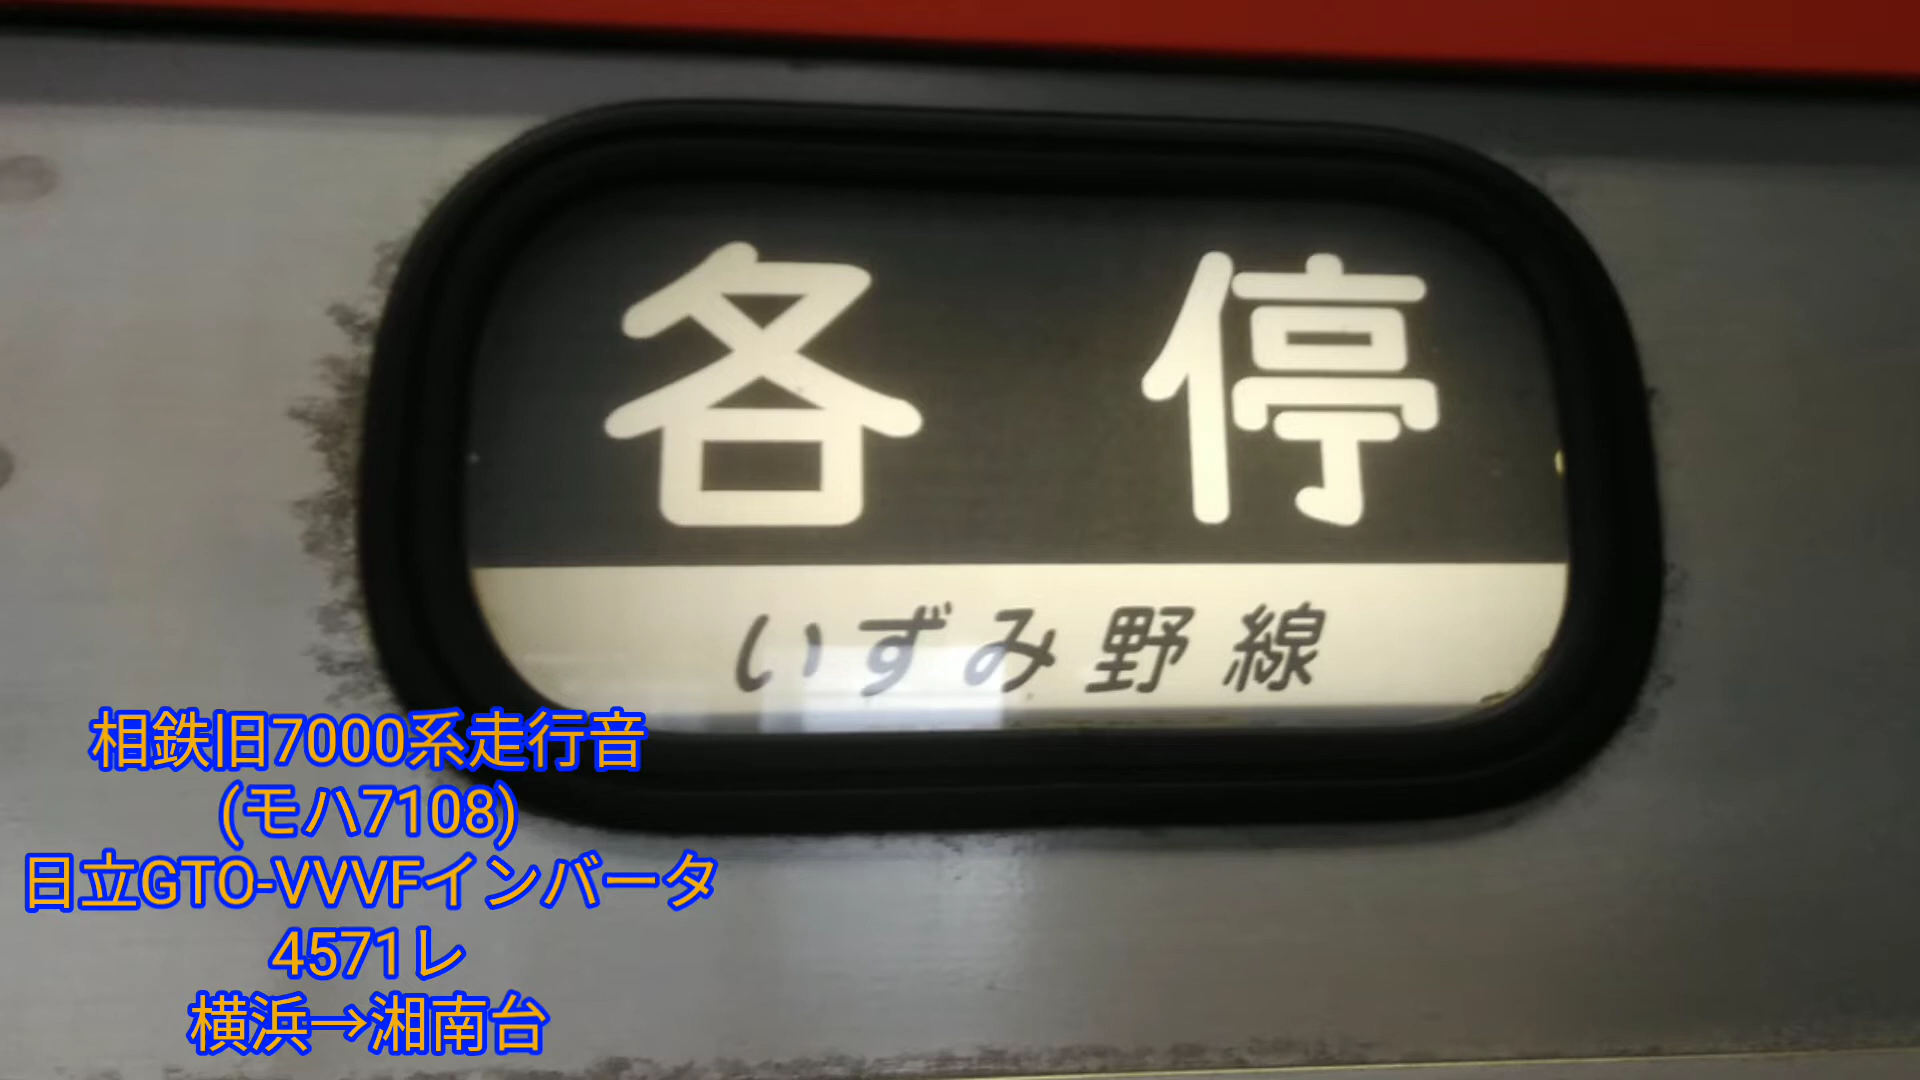 各停
いずみ野線
相鉄旧7000系走行音
(モハ7108)
日立GTO-VVVFインバータ
4571レ
横浜→湘南台